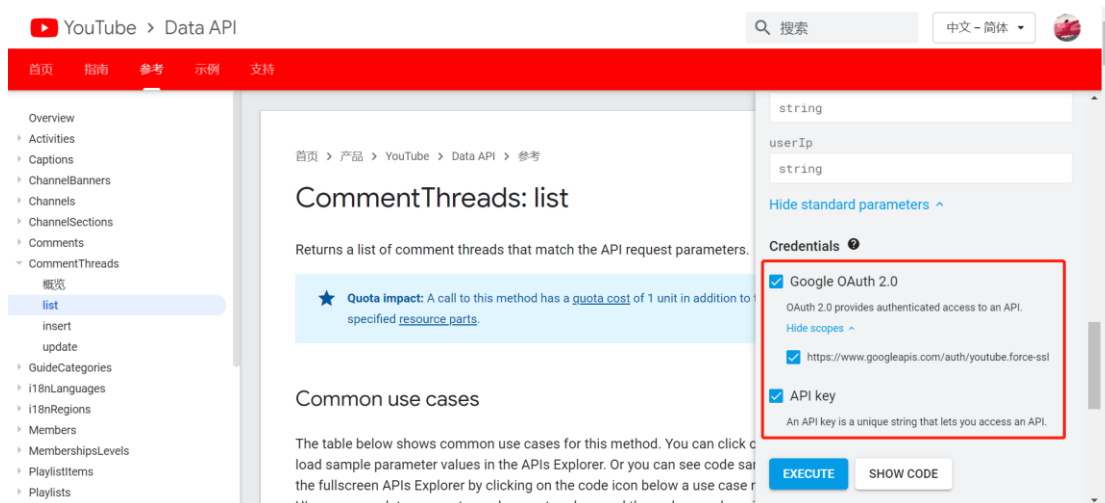 YouTube > Data API
搜索
中文 – 简体
首页 指南 参考 示例 支持
Overview
Activities
Captions
ChannelBanners
Channels
ChannelSections
Comments
CommentThreads
概览
list
insert
update
GuideCategories
i18nLanguages
i18nRegions
Members
MembershipsLevels
PlaylistItems
Playlists
首页 > 产品 > YouTube > Data API > 参考
CommentThreads: list
Returns a list of comment threads that match the API request parameters.
Quota impact: A call to this method has a quota cost of 1 unit in addition to
specified resource parts.
Common use cases
The table below shows common use cases for this method. You can click
load sample parameter values in the APIs Explorer. Or you can see code
the fullscreen APIs Explorer by clicking on the code icon below a use case
string
userIp
string
Hide standard parameters
Credentials
Google OAuth 2.0
OAuth 2.0 provides authenticated access to an API.
Hide scopes
https://www.googleapis.com/auth/youtube.force-ssl
API key
An API key is a unique string that lets you access an API.
EXECUTE
SHOW CODE